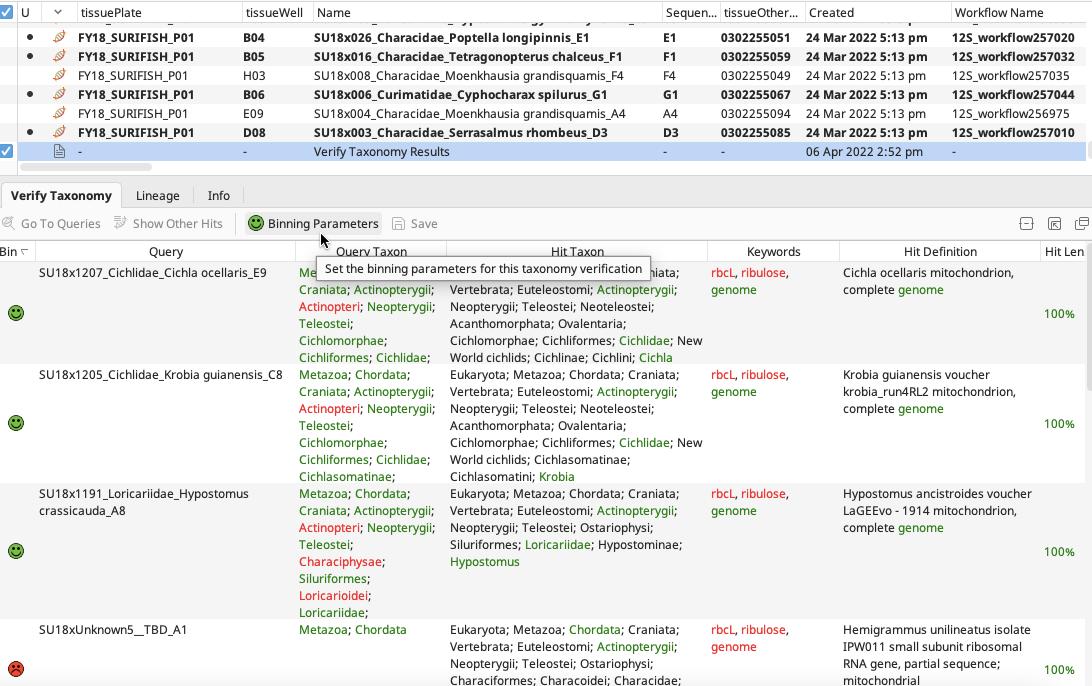 U tissuePlate tissueWell Name Sequen... tissueOther... Created Workflow Name
FY18_SURIFISH_P01 B04 SU18x026_Characidae_Poptella longipinnis_E1 E1 0302255051 24 Mar 2022 5:13 pm 12S_workflow257020
FY18_SURIFISH_P01 B05 SU18x016_Characidae_Tetragonopterus chalceus_F1 F1 0302255059 24 Mar 2022 5:13 pm 12S_workflow257032
FY18_SURIFISH_P01 H03 SU18x008_Characidae_Moenkhausia grandisquamis_F4 F4 0302255049 24 Mar 2022 5:13 pm 12S_workflow257035
FY18_SURIFISH_P01 B06 SU18x006_Curimatidae_Cyphocharax spilurus_G1 G1 0302255067 24 Mar 2022 5:13 pm 12S_workflow257044
FY18_SURIFISH_P01 E09 SU18x004_Characidae_Moenkhausia grandisquamis_A4 A4 0302255094 24 Mar 2022 5:13 pm 12S_workflow256975
FY18_SURIFISH_P01 D08 SU18x003_Characidae_Serrasalmus rhombeus_D3 D3 0302255085 24 Mar 2022 5:13 pm 12S_workflow257010
- - Verify Taxonomy Results - - 06 Apr 2022 2:52 pm -
Verify Taxonomy Lineage Info
Go To Queries Show Other Hits Binning Parameters Save
Bin Query Query Taxon Hit Taxon Keywords Hit Definition Hit Len
Set the binning parameters for this taxonomy verification
SU18x1207_Cichlidae_Cichla ocellaris_E9
Craniata; Actinopterygii;
Actinopteri; Neopterygii;
Teleostei;
Cichlomorphae;
Cichliformes; Cichlidae;
Vertebrata; Euteleostomi; Actinopterygii;
Neopterygii; Teleostei; Neoteleostei;
Acanthomorphata; Ovalentaria;
Cichlomorphae; Cichliformes; Cichlidae; New
World cichlids; Cichlinae; Cichlini; Cichla
rbcL, ribulose,
genome
Cichla ocellaris mitochondrion,
complete genome
100%
SU18x1205_Cichlidae_Krobia guianensis_C8
Metazoa; Chordata;
Craniata; Actinopterygii;
Actinopteri; Neopterygii;
Teleostei;
Cichlomorphae;
Cichliformes; Cichlidae;
Cichlasomatinae;
Eukaryota; Metazoa; Chordata; Craniata;
Vertebrata; Euteleostomi; Actinopterygii;
Neopterygii; Teleostei; Neoteleostei;
Acanthomorphata; Ovalentaria;
Cichlomorphae; Cichliformes; Cichlidae; New
World cichlids; Cichlasomatinae;
Cichlasomatini; Krobia
rbcL, ribulose,
genome
Krobia guianensis voucher
krobia_run4RL2 mitochondrion,
complete genome
100%
SU18x1191_Loricariidae_Hypostomus
crassicauda_A8
Metazoa; Chordata;
Craniata; Actinopterygii;
Actinopteri; Neopterygii;
Teleostei;
Characiphysae;
Siluriformes;
Loricarioidei;
Loricariidae;
Eukaryota; Metazoa; Chordata; Craniata;
Vertebrata; Euteleostomi; Actinopterygii;
Neopterygii; Teleostei; Ostariophysi;
Siluriformes; Loricariidae; Hypostominae;
Hypostomus
rbcL, ribulose,
genome
Hypostomus ancistroides voucher
LaGEEvo - 1914 mitochondrion,
complete genome
100%
SU18xUnknown5__TBD_A1
Metazoa; Chordata
Eukaryota; Metazoa; Chordata; Craniata;
Vertebrata; Euteleostomi; Actinopterygii;
Neopterygii; Teleostei; Ostariophysi;
Characiformes; Characoidei; Characidae;
rbcL, ribulose,
genome
Hemigrammus unilineatus isolate
IPW011 small subunit ribosomal
RNA gene, partial sequence;
mitochondrial
100%